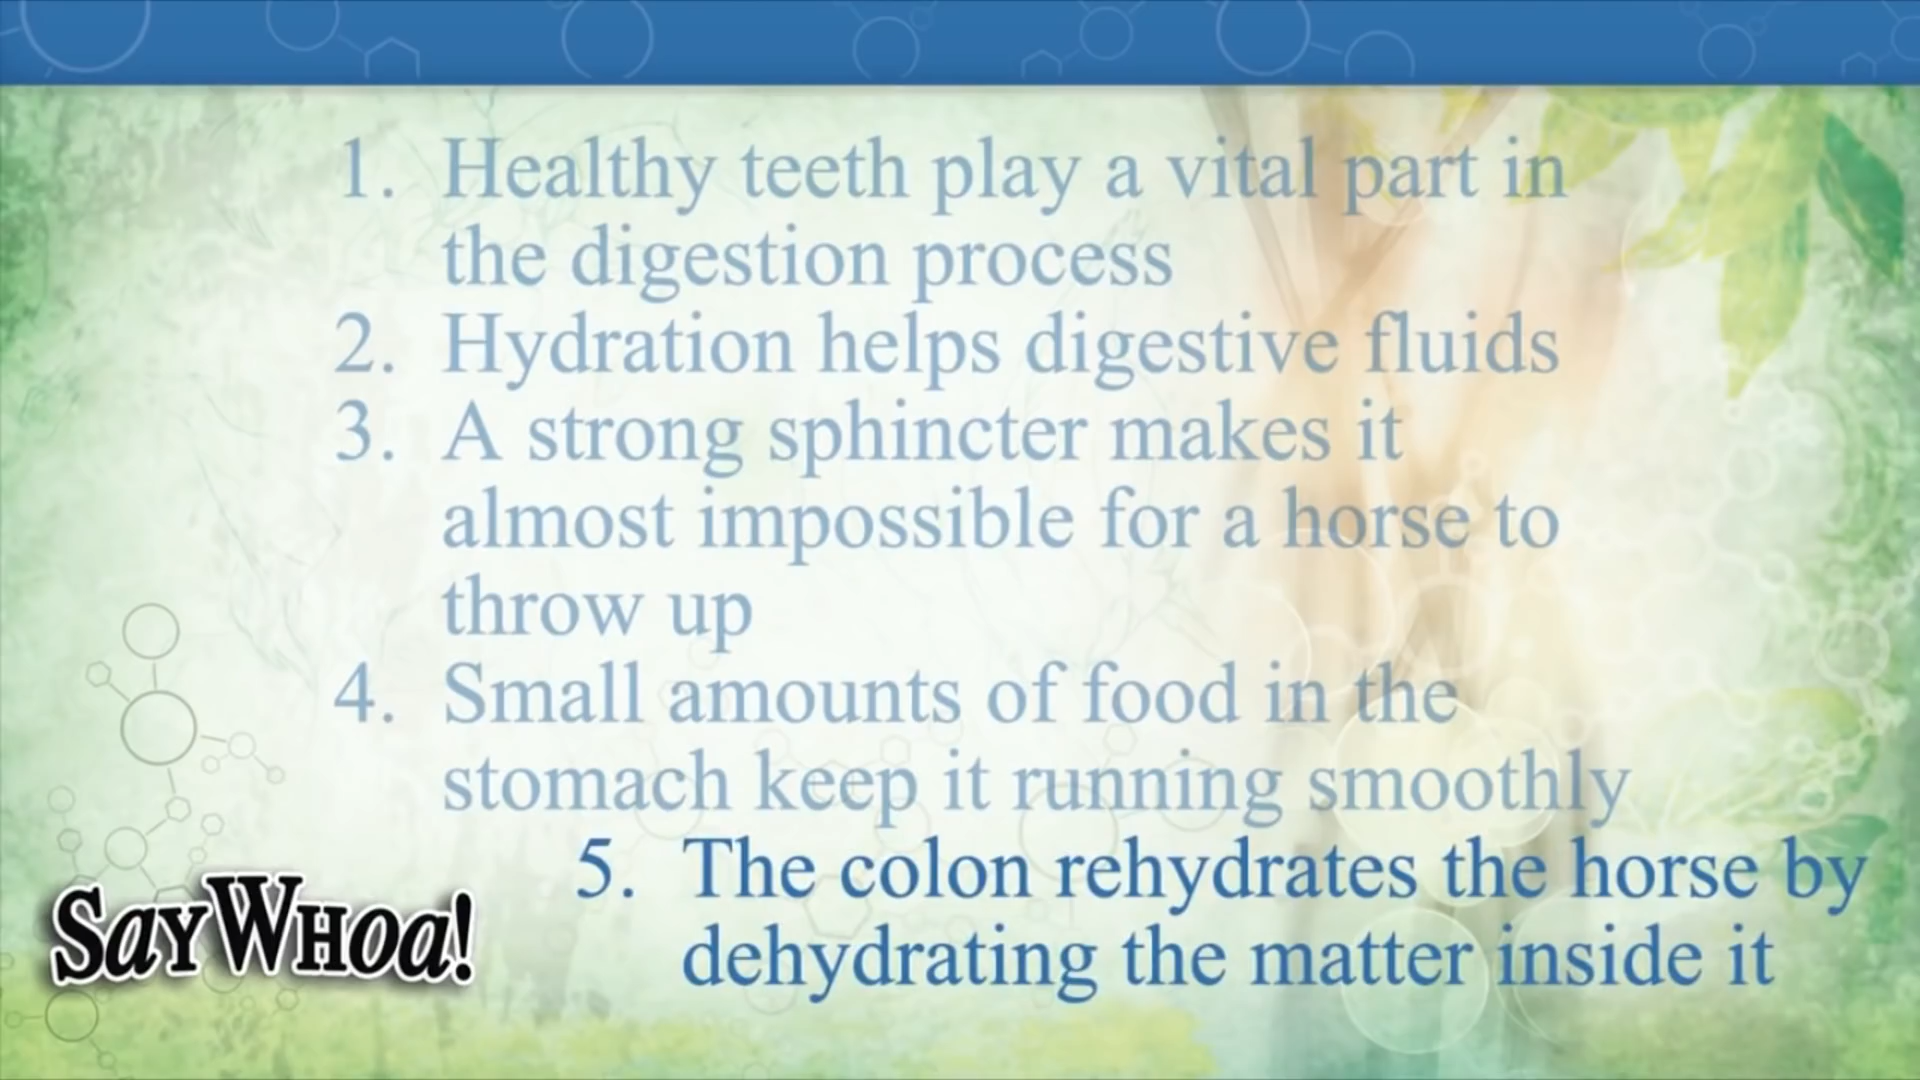 1. Healthy teeth play a vital part in
the digestion process
2. Hydration helps digestive fluids
3. A strong sphincter makes it
almost impossible for a horse to
throw up
4. Small amounts of food in the
stomach keep it running smoothly
5. The colon rehydrates the horse by
dehydrating the matter inside it
SayWhoa!